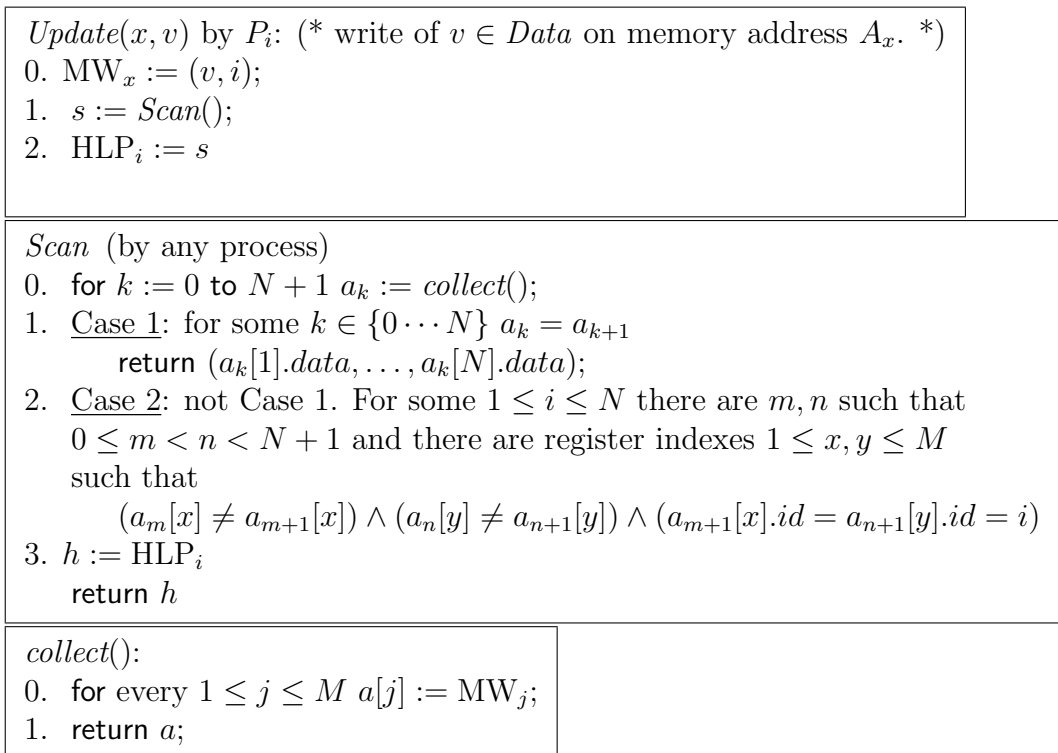 Update(x, v) by P_i: (* write of v ∈ Data on memory address A_x. *)
0. MW_x := (v, i);
1. s := Scan();
2. HLP_i := s
Scan (by any process)
0. for k := 0 to N + 1 a_k := collect();
1. Case 1: for some k ∈ {0 · · · N} a_k = a_{k+1}
return (a_k[1].data, . . . , a_k[N].data);
2. Case 2: not Case 1. For some 1 ≤ i ≤ N there are m, n such that
0 ≤ m < n < N + 1 and there are register indexes 1 ≤ x, y ≤ M
such that
(a_m[x] ≠ a_{m+1}[x]) ∧ (a_n[y] ≠ a_{n+1}[y]) ∧ (a_{m+1}[x].id = a_{n+1}[y].id = i)
3. h := HLP_i
return h
collect():
0. for every 1 ≤ j ≤ M a[j] := MW_j;
1. return a;